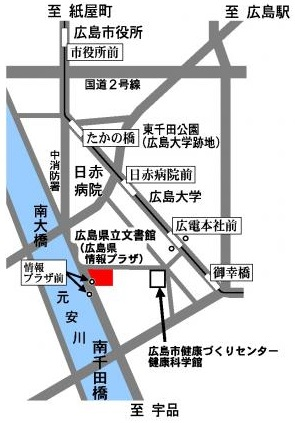 至 紙屋町
至 広島駅
広島市役所
市役所前
国道2号線
たかの橋
東千田公園
(広島大学跡地)
中消防署
日赤
病院
日赤病院前
広島大学
南大橋
広島県立文書館
(広島県
情報プラザ)
広電本社前
情報
プラザ前
御幸橋
元安川
南千田橋
広島市健康づくりセンター
健康科学館
至 宇品